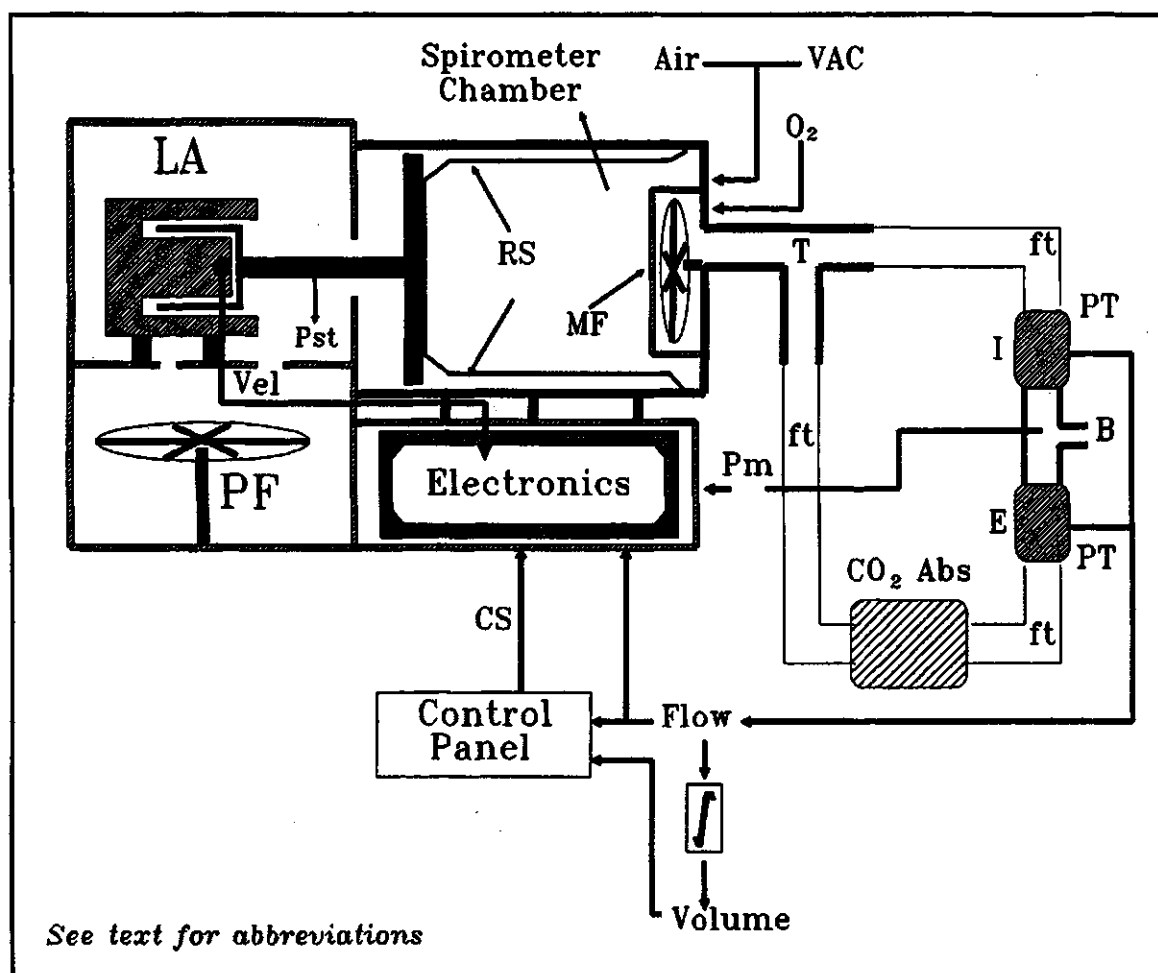 Air VAC
Spirometer
Chamber
O₂
LA
RS
MF
T
ft
PT
I
Pst
Vel
B
ft
Pm
Electronics
PF
E
PT
CO₂ Abs
ft
CS
Control
Panel
Flow
∫
Volume
See text for abbreviations